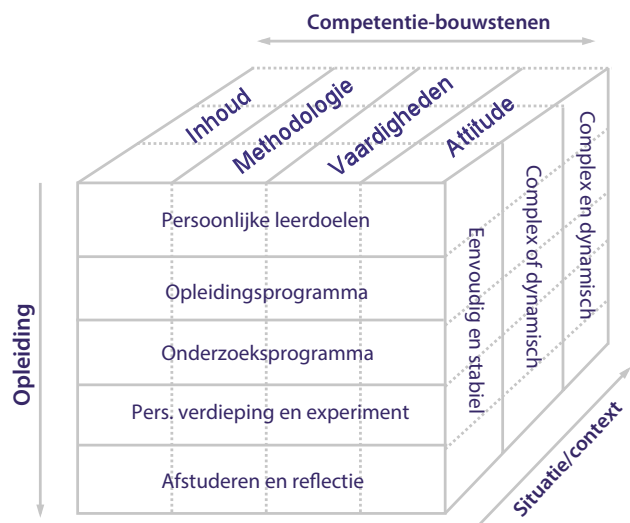 Competentie-bouwstenen
Inhoud
Methodologie
Vaardigheden
Attitude
Opleiding
Persoonlijke leerdoelen
Opleidingsprogramma
Onderzoeksprogramma
Pers. verdieping en experiment
Afstuderen en reflectie
Eenvoudig en stabiel
Complex of dynamisch
Complex en dynamisch
Situatie/context